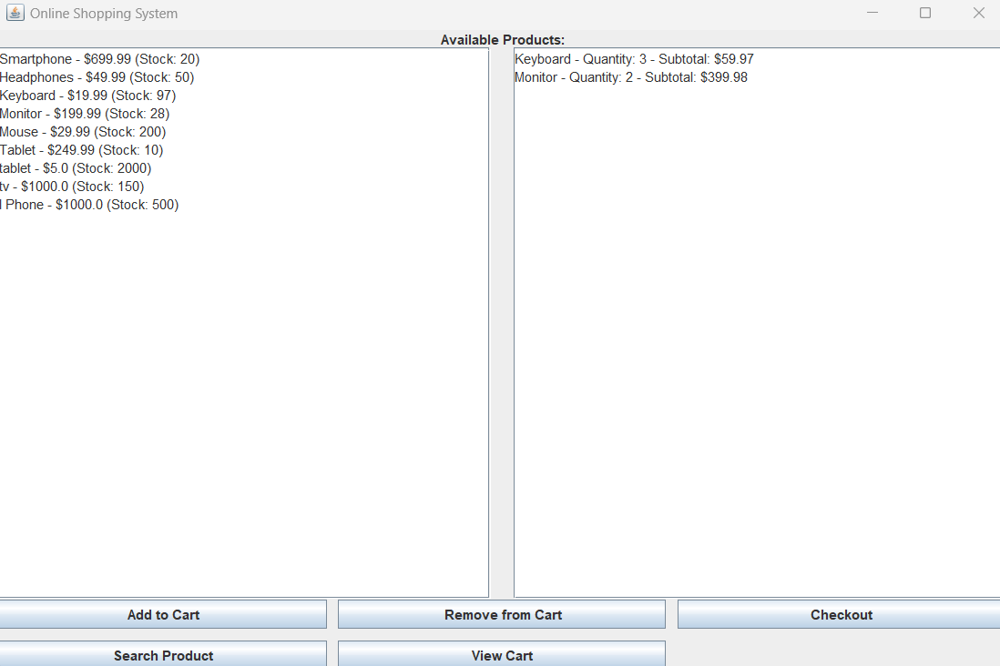 Online Shopping System
Available Products:
Smartphone - $699.99 (Stock: 20)
Headphones - $49.99 (Stock: 50)
Keyboard - $19.99 (Stock: 97)
Monitor - $199.99 (Stock: 28)
Mouse - $29.99 (Stock: 200)
Tablet - $249.99 (Stock: 10)
tablet - $5.0 (Stock: 2000)
tv - $1000.0 (Stock: 150)
I Phone - $1000.0 (Stock: 500)
Keyboard - Quantity: 3 - Subtotal: $59.97
Monitor - Quantity: 2 - Subtotal: $399.98
Add to Cart
Remove from Cart
Checkout
Search Product
View Cart